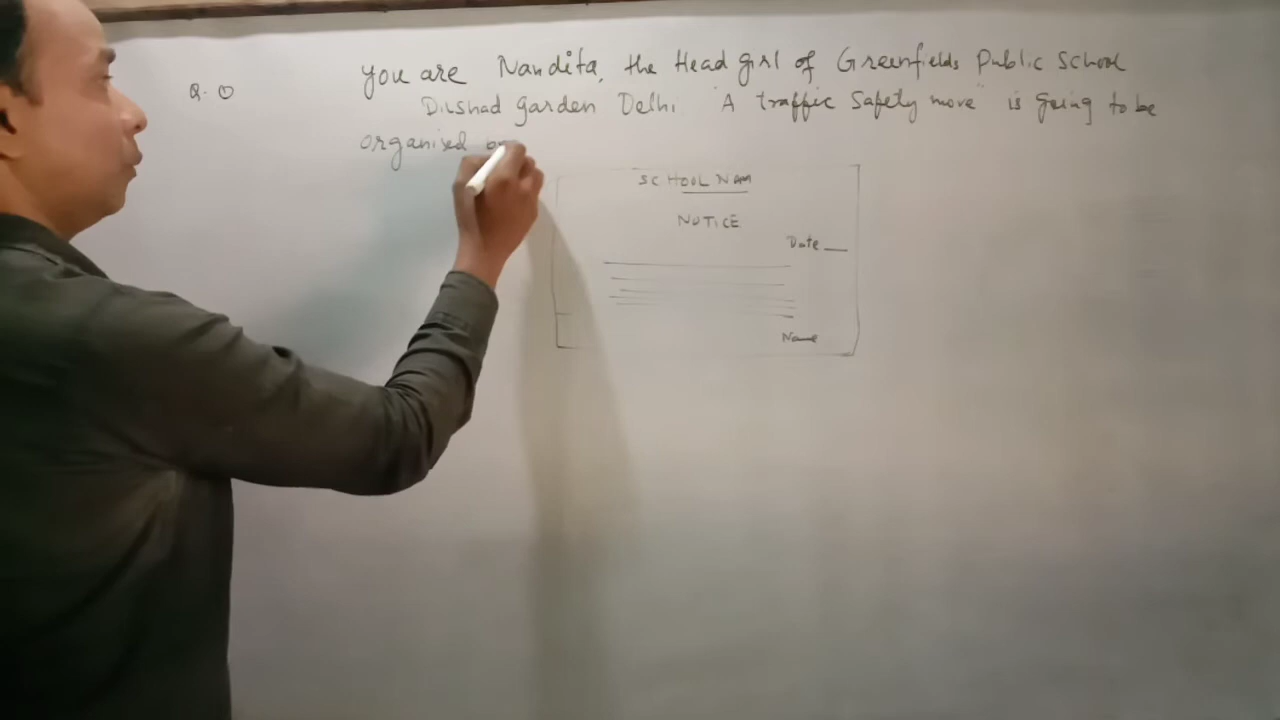 Q. ①
You are Nandita, the Head girl of Greenfields Public School
Dilshad garden Delhi "A traffic Safety move" is going to be
organised
SCHOOL NAM
NOTICE
Date
Name